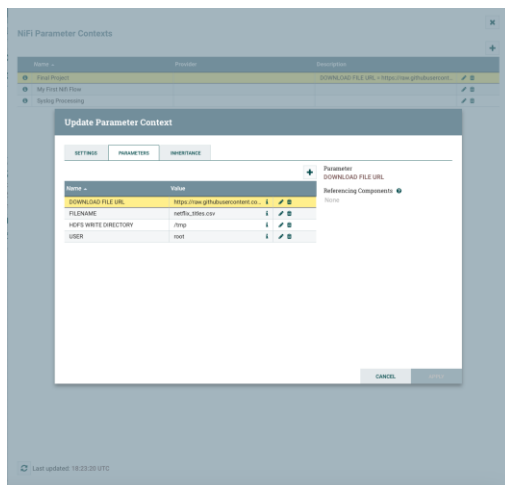 NiFi Parameter Contexts
Name
Provider
Description
Final Project
DOWNLOAD FILE URL = https://raw.githubusercont...
My First Nifi Flow
Syslog Processing
Update Parameter Context
SETTINGS
PARAMETERS
INHERITANCE
Name
Value
DOWNLOAD FILE URL https://raw.githubusercontent.co...
FILENAME netflix_titles.csv
HDFS WRITE DIRECTORY /tmp
USER root
Parameter
DOWNLOAD FILE URL
Referencing Components
None
CANCEL
APPLY
Last updated: 18:23:20 UTC